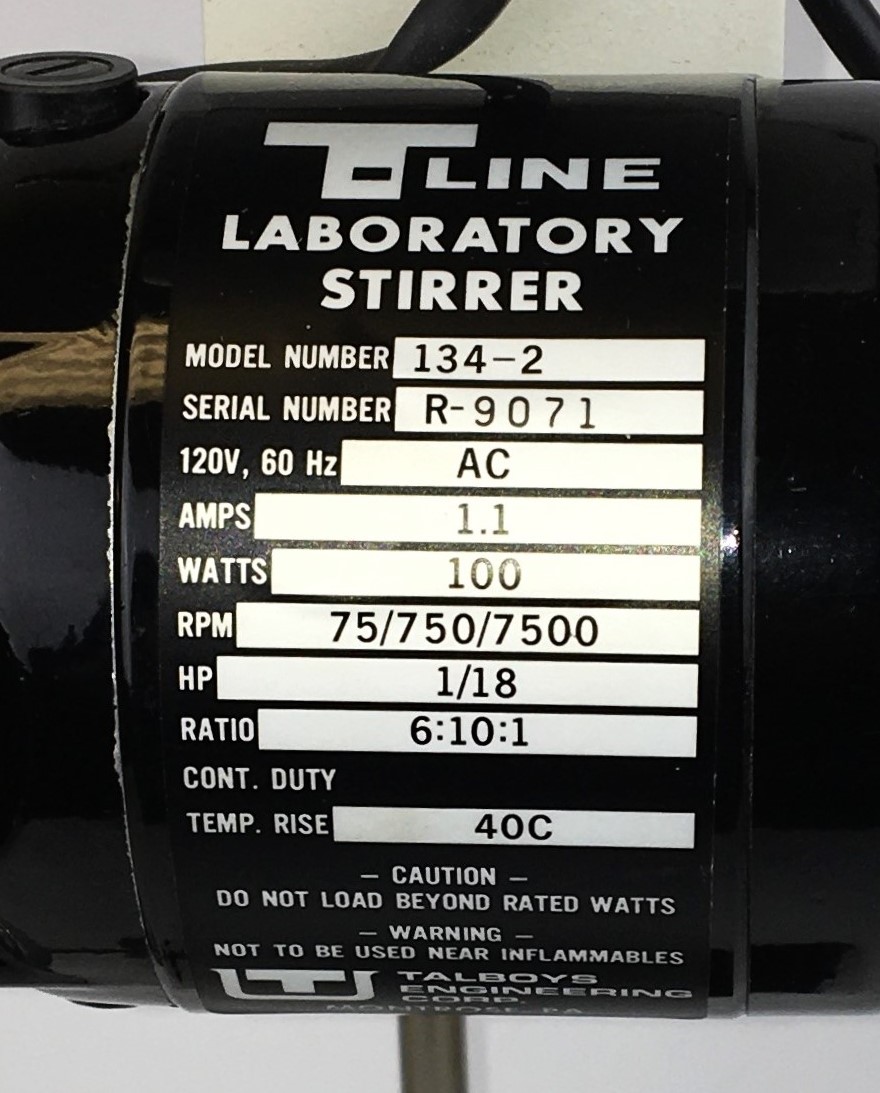 T-LINE
LABORATORY
STIRRER
MODEL NUMBER 134-2
SERIAL NUMBER R-9071
120V, 60 Hz AC
AMPS 1.1
WATTS 100
RPM 75/750/7500
HP 1/18
RATIO 6:10:1
CONT. DUTY
TEMP. RISE 40C
— CAUTION —
DO NOT LOAD BEYOND RATED WATTS
— WARNING —
NOT TO BE USED NEAR INFLAMMABLES
TALBOYS
ENGINEERING
CORP.
MONTROSE, PA.